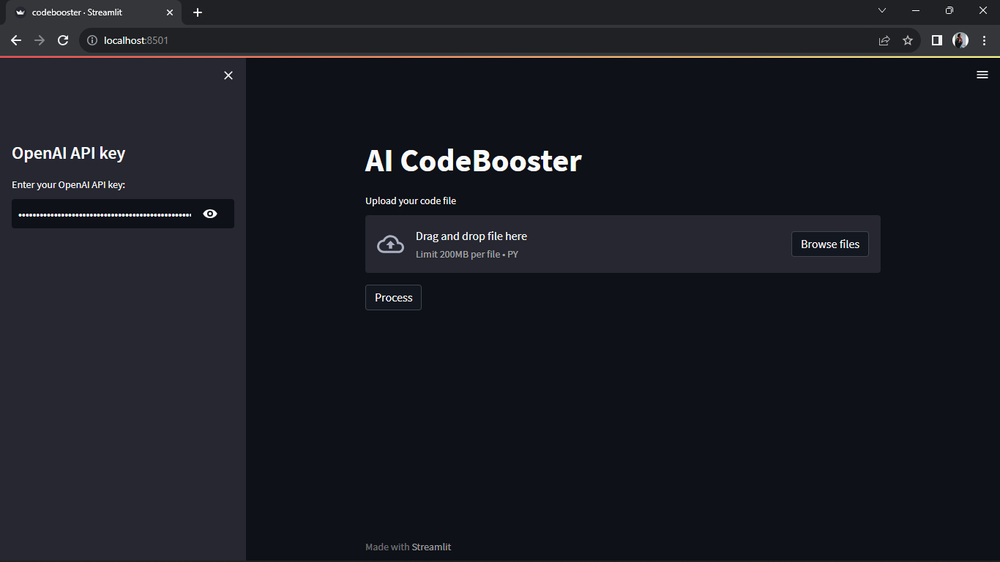 codebooster · Streamlit
localhost:8501
OpenAI API key
Enter your OpenAI API key:
AI CodeBooster
Upload your code file
Drag and drop file here
Limit 200MB per file • PY
Browse files
Process
Made with Streamlit